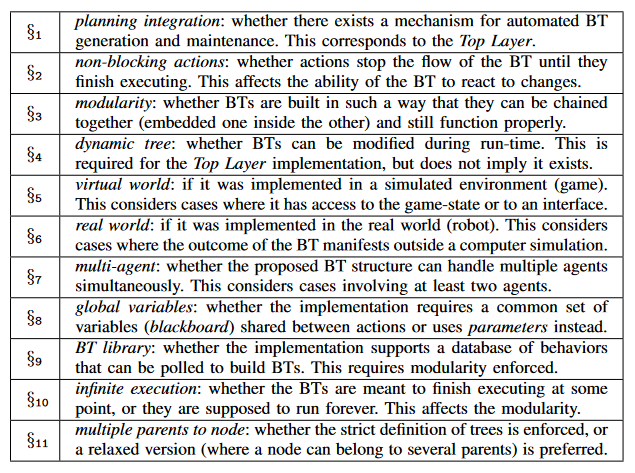 §1 planning integration: whether there exists a mechanism for automated BT
generation and maintenance. This corresponds to the Top Layer.
§2 non-blocking actions: whether actions stop the flow of the BT until they
finish executing. This affects the ability of the BT to react to changes.
§3 modularity: whether BTs are built in such a way that they can be chained
together (embedded one inside the other) and still function properly.
§4 dynamic tree: whether BTs can be modified during run-time. This is
required for the Top Layer implementation, but does not imply it exists.
§5 virtual world: if it was implemented in a simulated environment (game).
This considers cases where it has access to the game-state or to an interface.
§6 real world: if it was implemented in the real world (robot). This considers
cases where the outcome of the BT manifests outside a computer simulation.
§7 multi-agent: whether the proposed BT structure can handle multiple agents
simultaneously. This considers cases involving at least two agents.
§8 global variables: whether the implementation requires a common set of
variables (blackboard) shared between actions or uses parameters instead.
§9 BT library: whether the implementation supports a database of behaviors
that can be polled to build BTs. This requires modularity enforced.
§10 infinite execution: whether the BTs are meant to finish executing at some
point, or they are supposed to run forever. This affects the modularity.
§11 multiple parents to node: whether the strict definition of trees is enforced, or
a relaxed version (where a node can belong to several parents) is preferred.